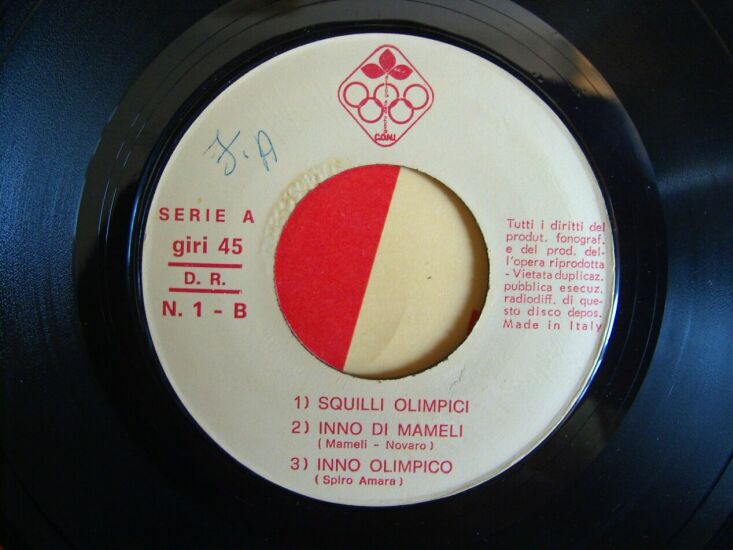 C.O.N.I.
J.A
SERIE A
giri 45
D. R.
N. 1 - B
Tutti i diritti del
produt. fonograf.
e del prod. del-
l'opera riprodotta
- Vietata duplicaz.
pubblica esecuz.
radiodiff. di que-
sto disco depos.
Made in Italy
1) SQUILLI OLIMPICI
2) INNO DI MAMELI
( Mameli - Novaro )
3) INNO OLIMPICO
( Spiro Amara )